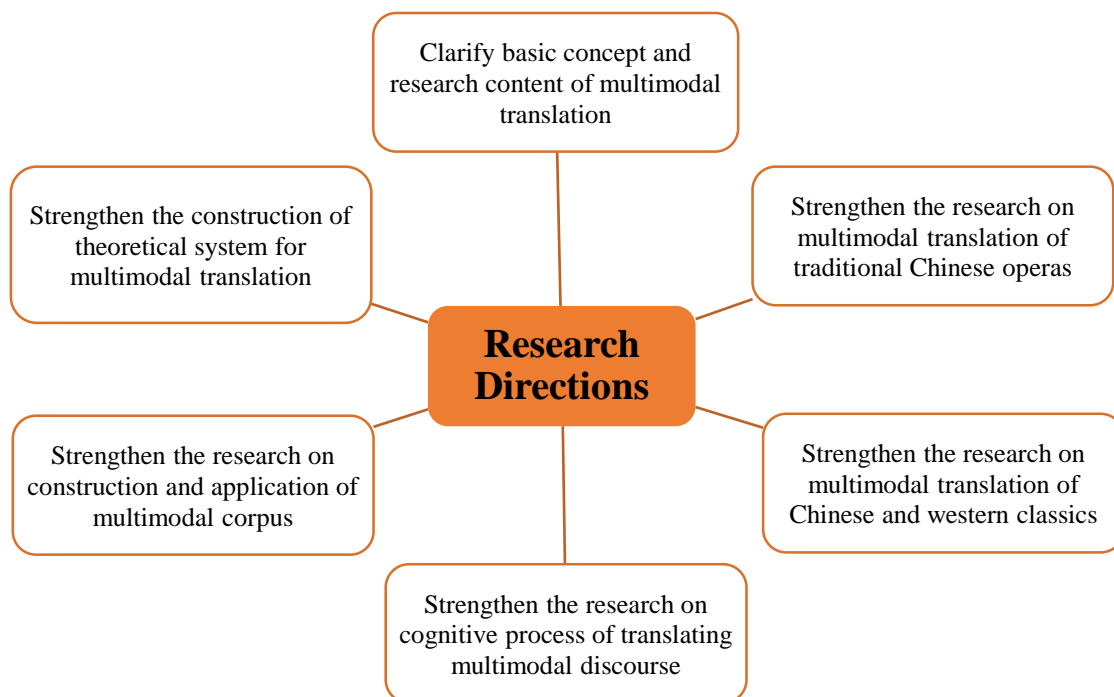 Clarify basic concept and
research content of multimodal
translation
Strengthen the construction of
theoretical system for
multimodal translation
Strengthen the research on
multimodal translation of
traditional Chinese operas
Research
Directions
Strengthen the research on
construction and application of
multimodal corpus
Strengthen the research on
multimodal translation of
Chinese and western classics
Strengthen the research on
cognitive process of translating
multimodal discourse